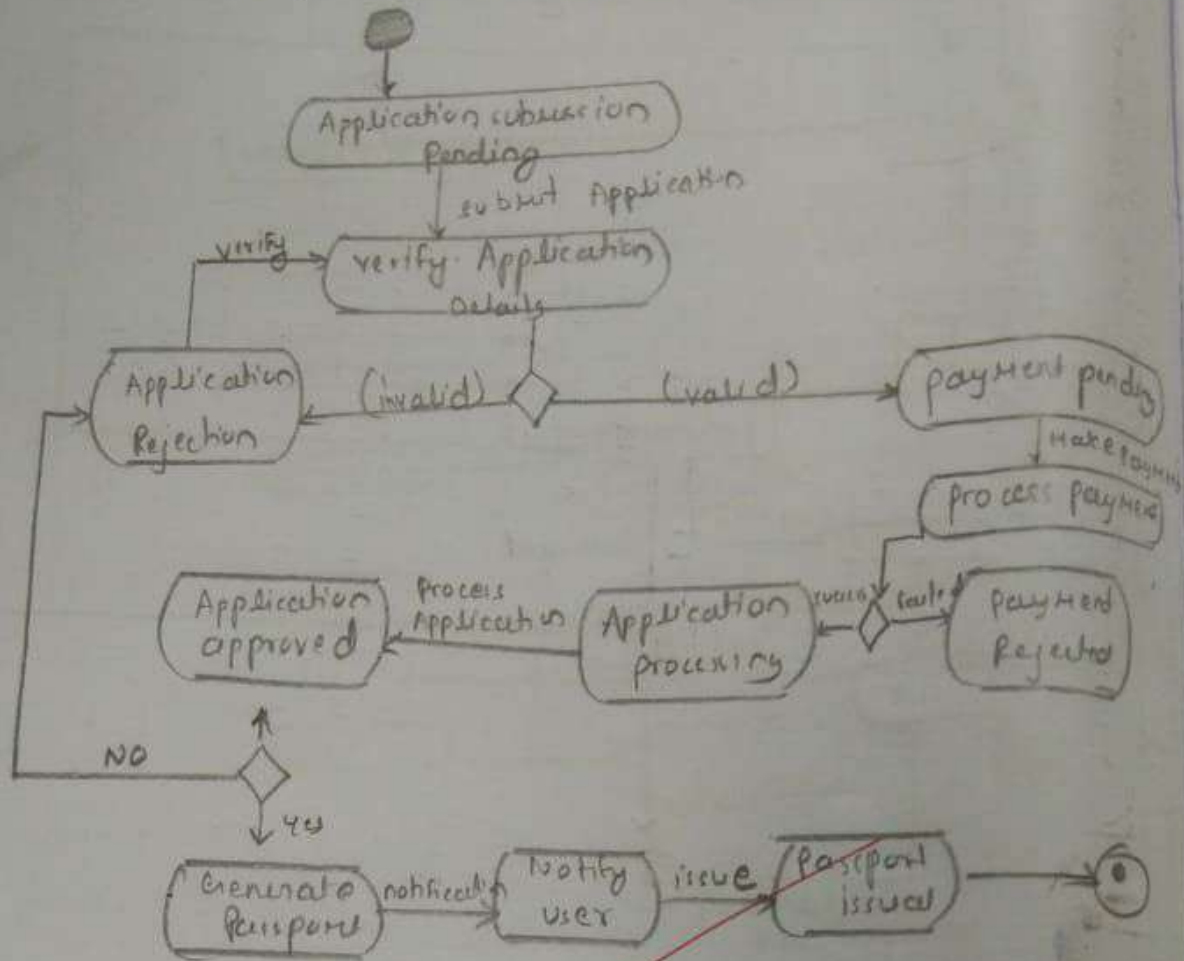 Application submission
Pending
submit Application
verify
verify Application
Details
Application
Rejection
(invalid)
(valid)
payment pending
Make Payment
process payment
Application
approved
Process
Application
Application
processing
success
payment
Rejected
NO
Yes
Generate
Passport
notification
Notify
user
issue
Passport
issued